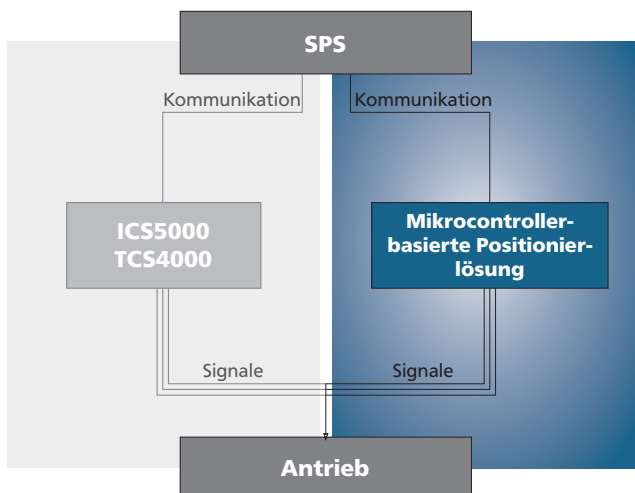 SPS
Kommunikation
Kommunikation
ICS5000
TCS4000
Mikrocontroller-
basierte Positionier-
lösung
Signale
Signale
Antrieb